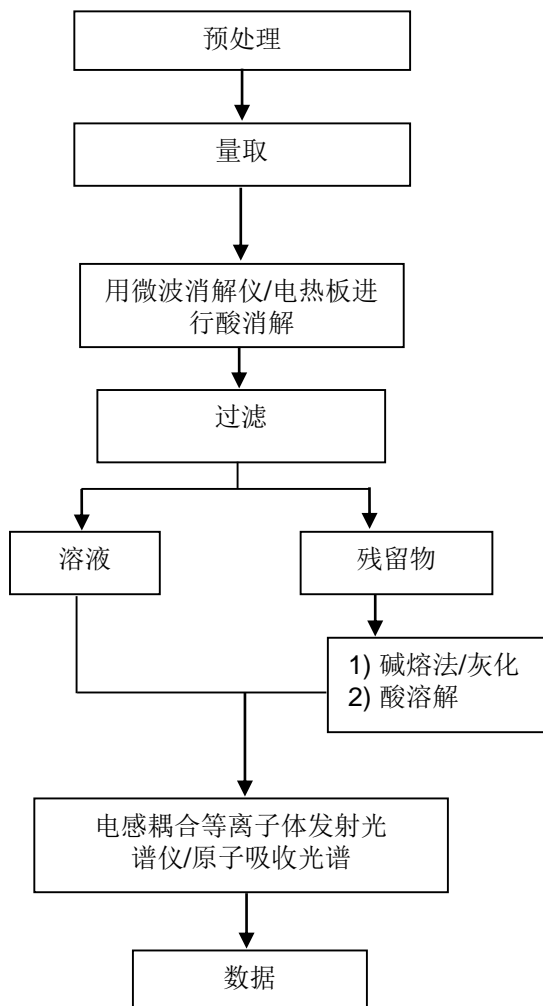 预处理
量取
用微波消解仪/电热板进
行酸消解
过滤
溶液
残留物
1) 碱熔法/灰化
2) 酸溶解
电感耦合等离子体发射光
谱仪/原子吸收光谱
数据